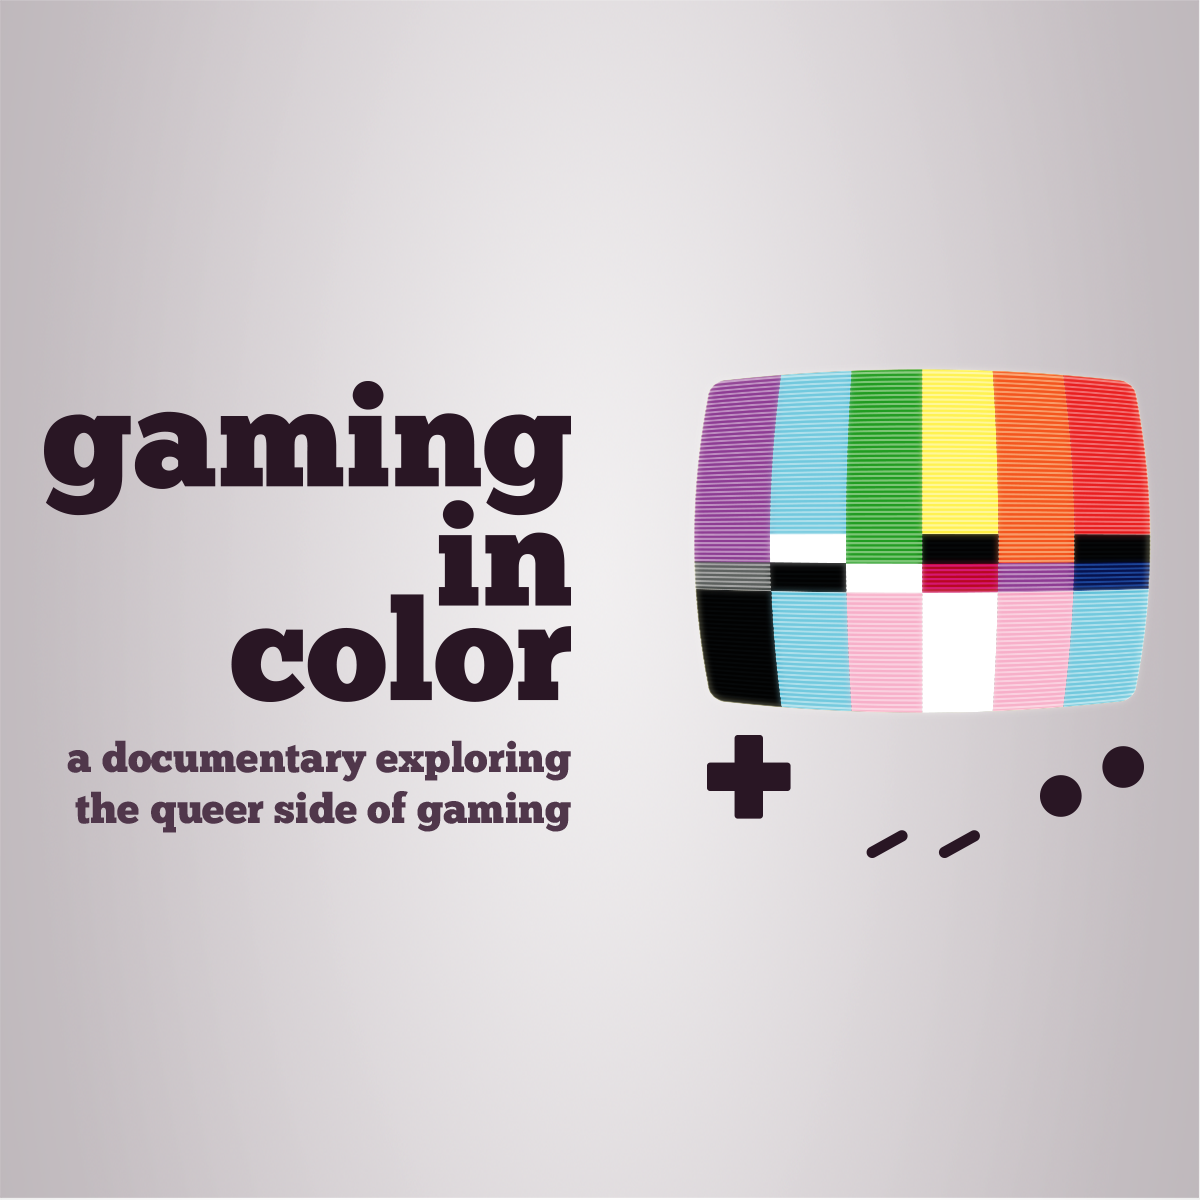 gaming
in
color
a documentary exploring
the queer side of gaming